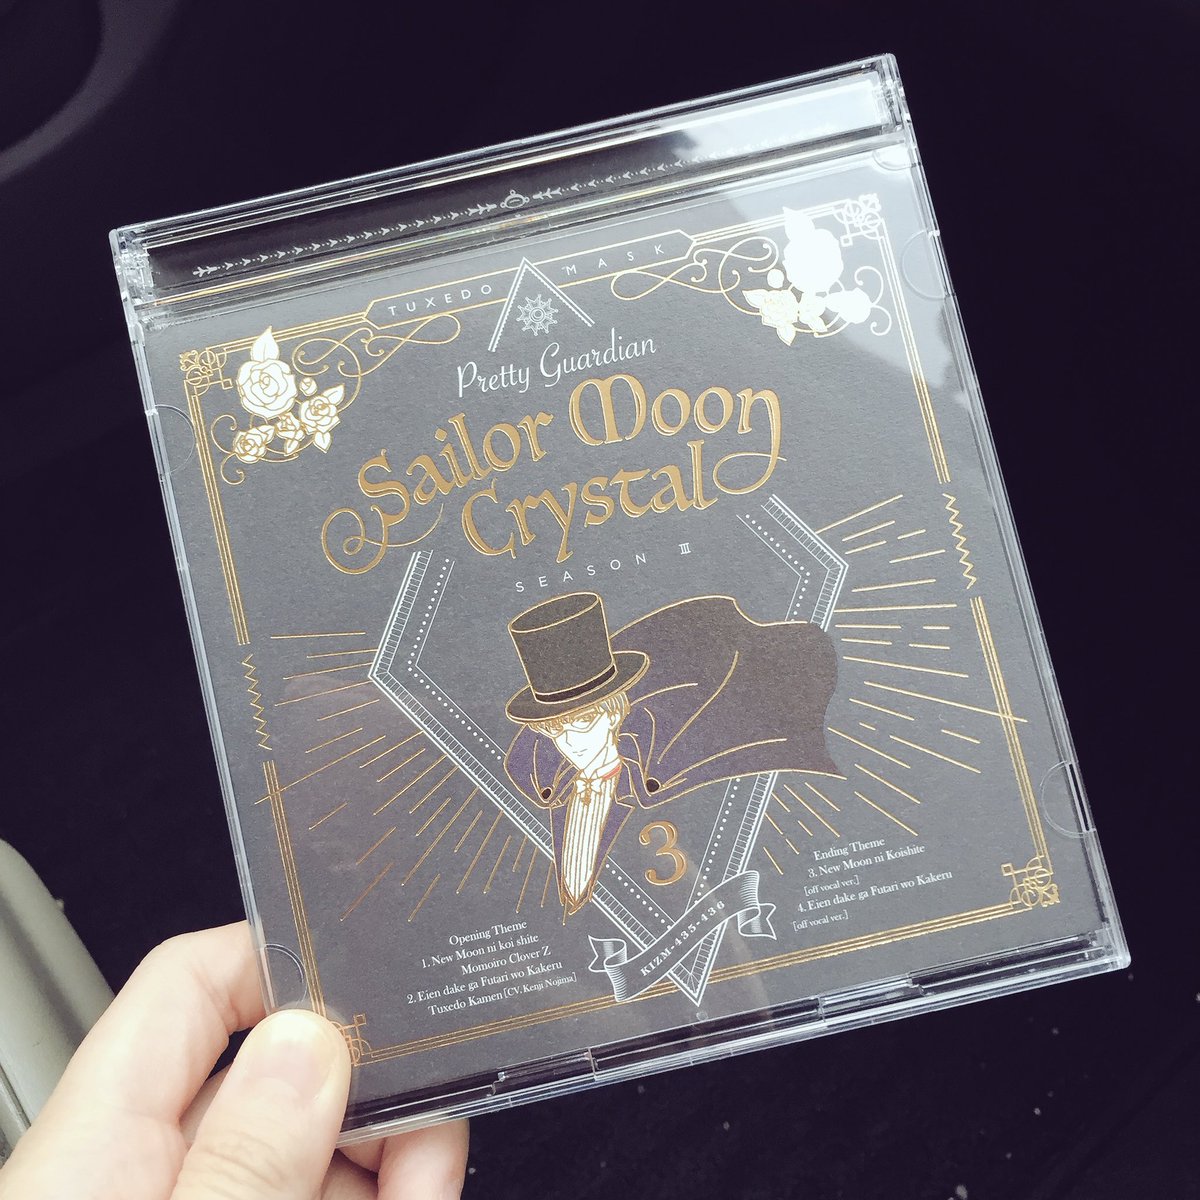 TUXEDO MASK
Pretty Guardian
Sailor Moon
Crystal
SEASON Ⅲ
3
Opening Theme
1. New Moon ni koi shite
Momoiro Clover Z
2. Eien dake ga Futari wo Kakeru
Tuxedo Kamen [CV. Kenji Nojima]
KIZM-435-436
Ending Theme
3. New Moon ni Koishite
[off vocal ver.]
4. Eien dake ga Futari wo Kakeru
[off vocal ver.]